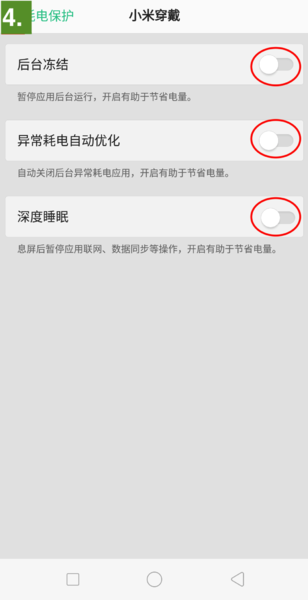 4.
耗电保护 小米穿戴
后台冻结
暂停应用后台运行，开启有助于节省电量。
异常耗电自动优化
自动关闭后台异常耗电应用，开启有助于节省电量。
深度睡眠
息屏后暂停应用联网、数据同步等操作，开启有助于节省电量。